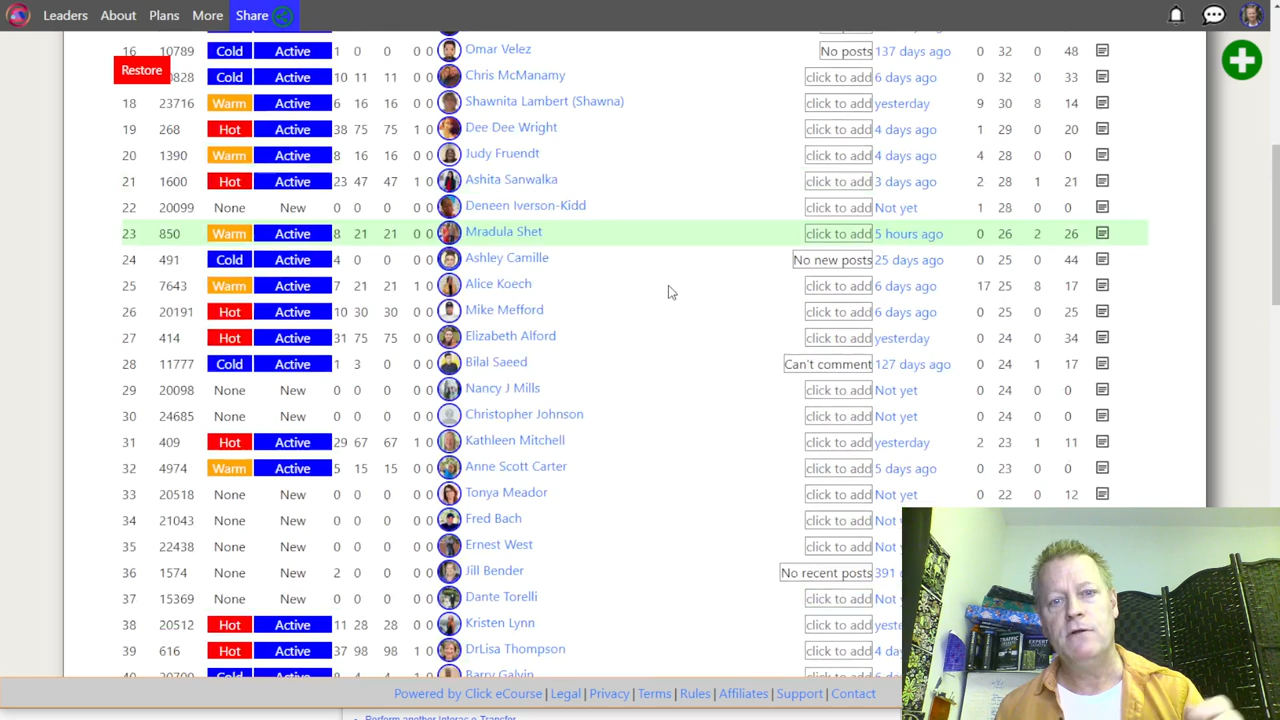 Leaders About Plans More Share
16 10789 Cold Active 1 0 0 0 0 Omar Velez No posts 137 days ago 0 32 0 48
Restore
828 Cold Active 10 11 11 0 0 Chris McManamy click to add 6 days ago 0 32 0 33
18 23716 Warm Active 6 16 16 0 0 Shawnita Lambert (Shawna) click to add yesterday 9 30 8 14
19 268 Hot Active 38 75 75 1 0 Dee Dee Wright click to add 4 days ago 1 29 0 20
20 1390 Warm Active 8 16 16 0 0 Judy Fruendt click to add 4 days ago 4 28 0 0
21 1600 Hot Active 23 47 47 1 0 Ashita Sanwalka click to add 3 days ago 2 28 1 21
22 20099 None New 0 0 0 0 0 Deneen Iverson-Kidd click to add Not yet 1 28 0 0
23 850 Warm Active 8 21 21 0 0 Mradula Shet click to add 5 hours ago 0 26 2 26
24 491 Cold Active 4 0 0 0 0 Ashley Camille No new posts 25 days ago 0 25 0 44
25 7643 Warm Active 7 21 21 0 0 Alice Koech click to add 6 days ago 17 25 8 17
26 20191 Hot Active 10 30 30 0 0 Mike Mefford click to add 6 days ago 0 25 0 25
27 414 Hot Active 31 75 75 0 0 Elizabeth Alford click to add yesterday 0 24 0 34
28 11777 Cold Active 1 3 0 0 0 Bilal Saeed Can't comment 127 days ago 0 24 1 17
29 20098 None New 0 0 0 0 0 Nancy J Mills click to add Not yet 0 24 0 0
30 24685 None New 0 0 0 0 0 Christopher Johnson click to add Not yet 0 24 0 0
31 409 Hot Active 29 67 67 1 0 Kathleen Mitchell click to add yesterday 2 23 1 11
32 4974 Warm Active 5 15 15 0 0 Anne Scott Carter click to add 5 days ago 0 23 0 0
33 20518 None New 0 0 0 0 0 Tonya Meador click to add Not yet 0 22 0 12
34 21043 None New 0 0 0 0 0 Fred Bach click to add
35 22438 None New 0 0 0 0 0 Ernest West click to add
36 1574 None New 2 0 0 0 0 Jill Bender No recent posts 391
37 15369 None New 0 0 0 0 0 Dante Torelli click to add
38 20512 Hot Active 11 28 28 0 0 Kristen Lynn click to add
39 616 Hot Active 37 98 98 1 0 DrLisa Thompson click to add
Cold Active Barry Galvin click to add
Powered by Click eCourse | Legal | Privacy | Terms | Rules | Affiliates | Support | Contact